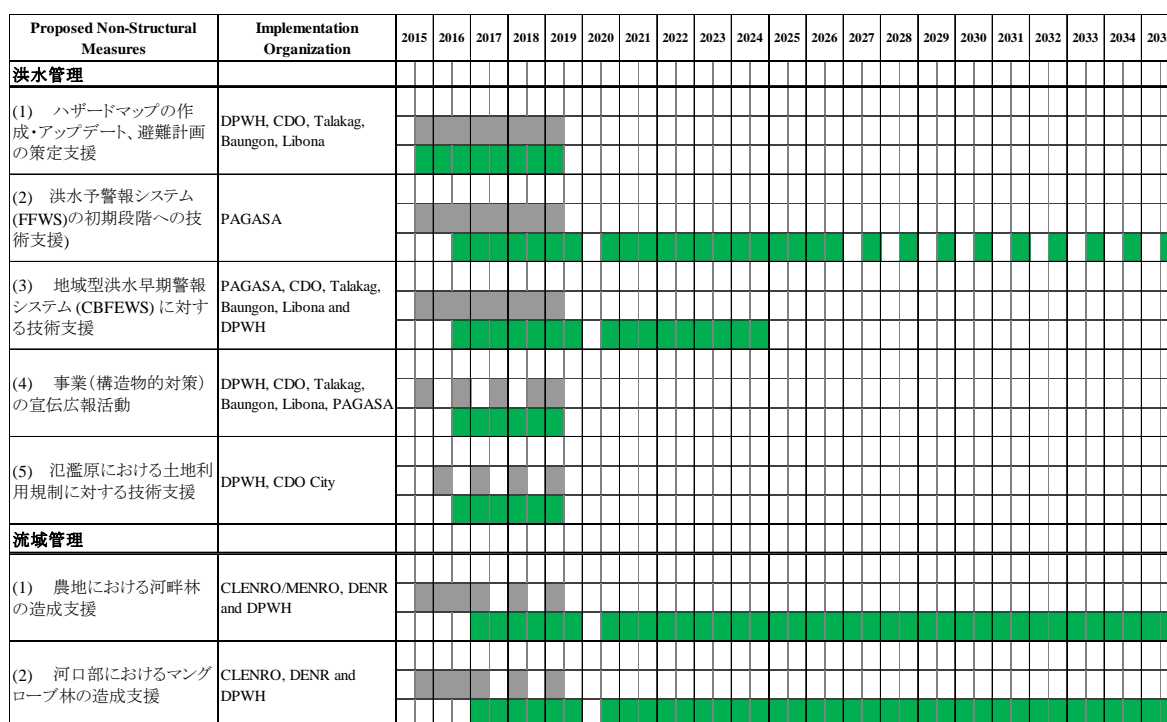 Proposed Non-Structural
Measures
Implementation
Organization
2015 2016 2017 2018 2019 2020 2021 2022 2023 2024 2025 2026 2027 2028 2029 2030 2031 2032 2033 2034 203
洪水管理
(1) ハザードマップの作
成・アップデート、避難計画
の策定支援
DPWH, CDO, Talakag,
Baungon, Libona
(2) 洪水予警報システム
(FFWS)の初期段階への技
術支援)
PAGASA
(3) 地域型洪水早期警報
システム (CBFEWS) に対す
る技術支援
PAGASA, CDO, Talakag,
Baungon, Libona and
DPWH
(4) 事業(構造物的対策)
の宣伝広報活動
DPWH, CDO, Talakag,
Baungon, Libona, PAGASA
(5) 氾濫原における土地利
用規制に対する技術支援
DPWH, CDO City
流域管理
(1) 農地における河畔林
の造成支援
CLENRO/MENRO, DENR
and DPWH
(2) 河口部におけるマング
ローブ林の造成支援
CLENRO, DENR and
DPWH